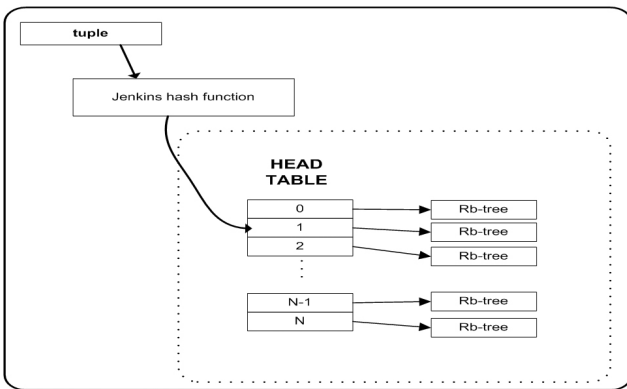 tuple
Jenkins hash function
HEAD
TABLE
0
Rb-tree
1
Rb-tree
2
Rb-tree
N-1
Rb-tree
N
Rb-tree